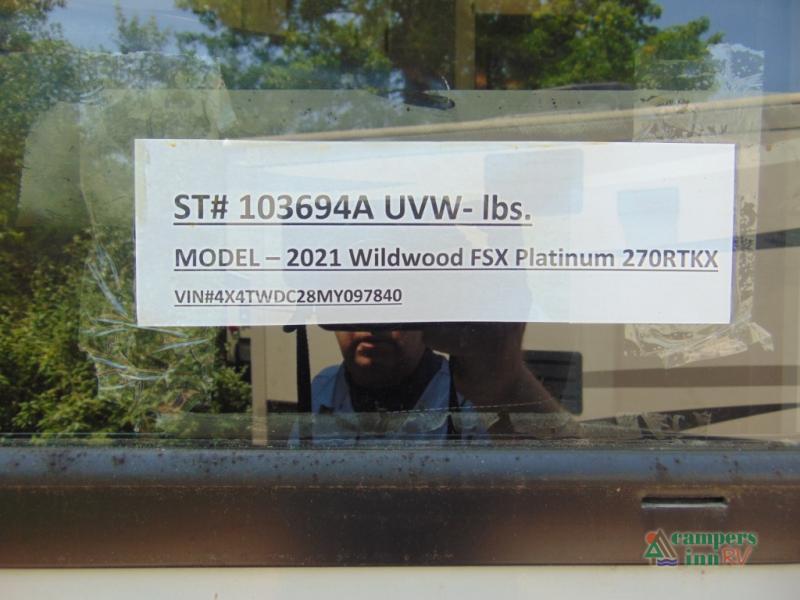 ST# 103694A UVW- lbs.
MODEL – 2021 Wildwood FSX Platinum 270RTKX
VIN#4X4TWDC28MY097840
campers
inn RV